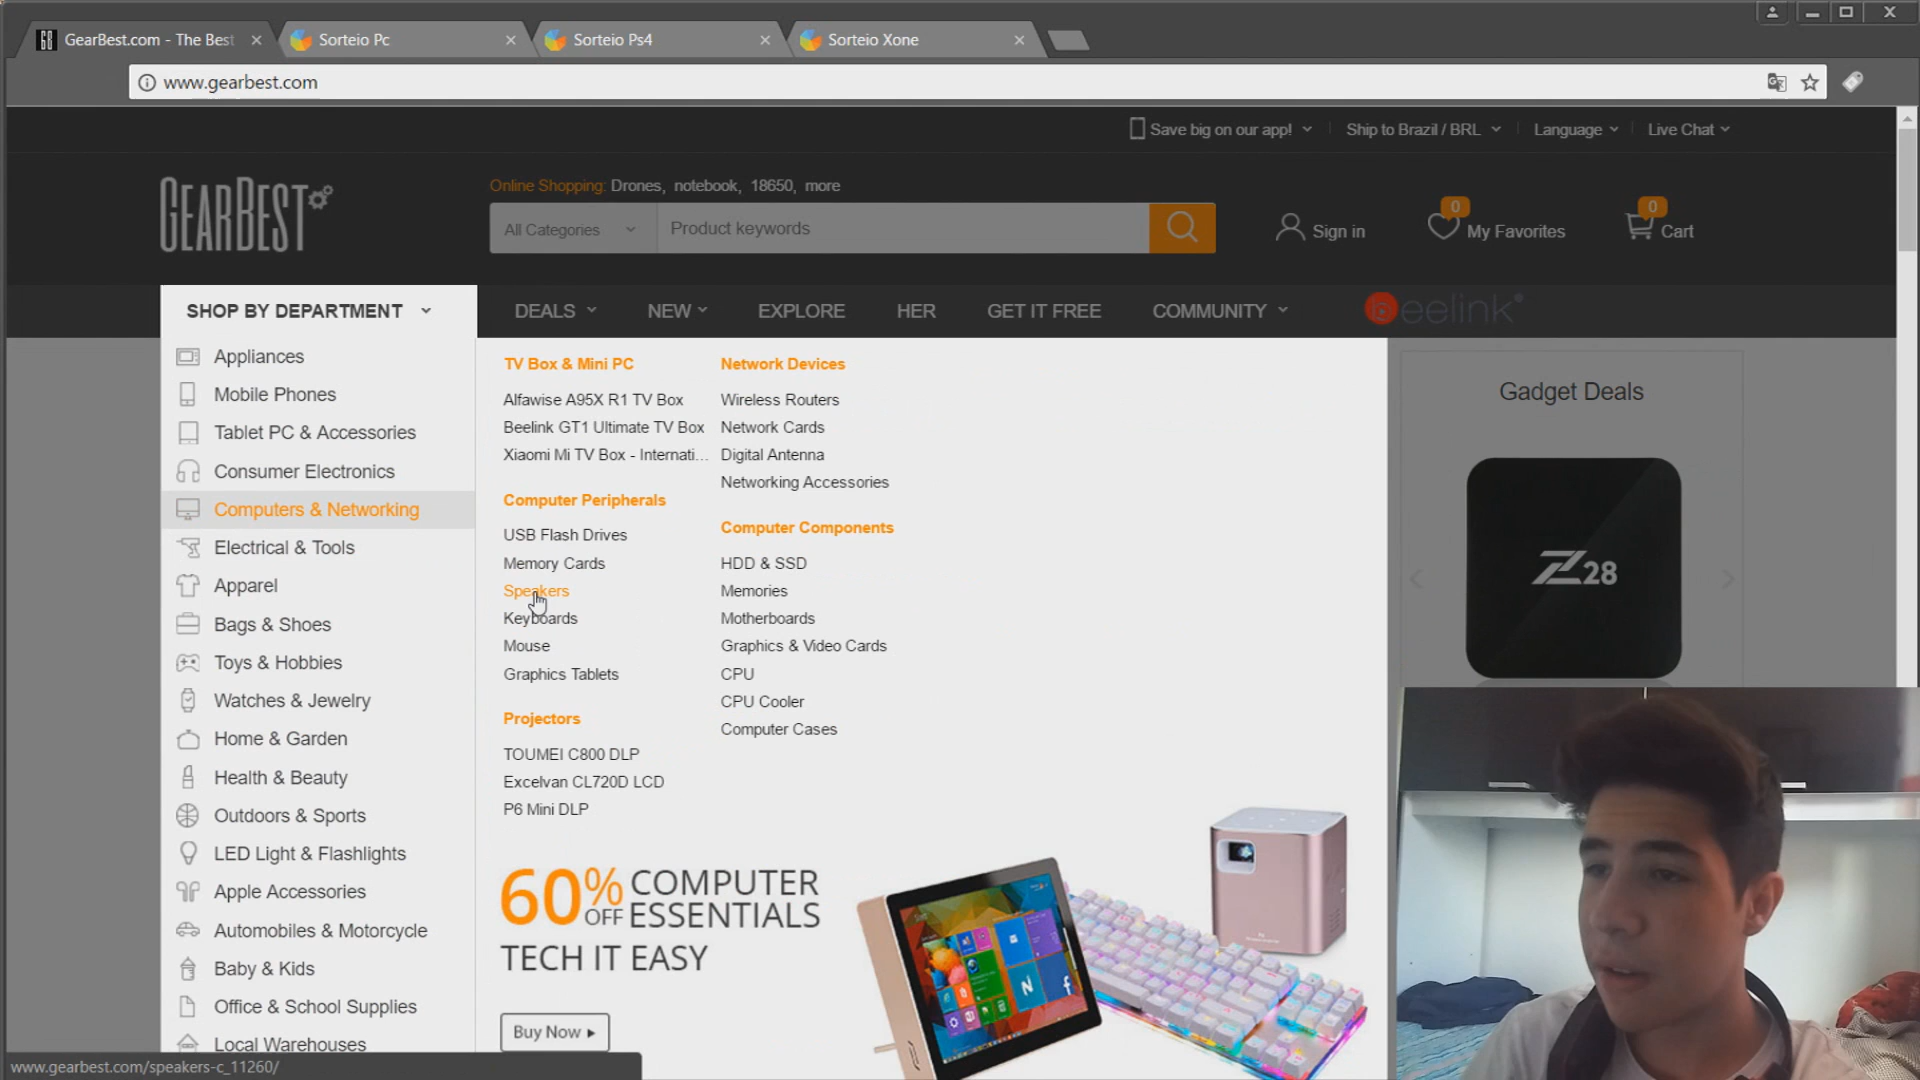 GearBest.com - The Best
Sorteio Pc
Sorteio Ps4
Sorteio Xone
www.gearbest.com
Save big on our app!
Ship to Brazil / BRL
Language
Live Chat
GEARBEST
Online Shopping: Drones, notebook, 18650, more
All Categories
Product keywords
Sign in
0
My Favorites
0
Cart
SHOP BY DEPARTMENT
DEALS
NEW
EXPLORE
HER
GET IT FREE
COMMUNITY
beelink
Appliances
Mobile Phones
Tablet PC & Accessories
Consumer Electronics
Computers & Networking
Electrical & Tools
Apparel
Bags & Shoes
Toys & Hobbies
Watches & Jewelry
Home & Garden
Health & Beauty
Outdoors & Sports
LED Light & Flashlights
Apple Accessories
Automobiles & Motorcycle
Baby & Kids
Office & School Supplies
Local Warehouses
TV Box & Mini PC
Alfawise A95X R1 TV Box
Beelink GT1 Ultimate TV Box
Xiaomi Mi TV Box - Internati...
Computer Peripherals
USB Flash Drives
Memory Cards
Speakers
Keyboards
Mouse
Graphics Tablets
Projectors
TOUMEI C800 DLP
Excelvan CL720D LCD
P6 Mini DLP
Network Devices
Wireless Routers
Network Cards
Digital Antenna
Networking Accessories
Computer Components
HDD & SSD
Memories
Motherboards
Graphics & Video Cards
CPU
CPU Cooler
Computer Cases
60% OFF COMPUTER
ESSENTIALS
TECH IT EASY
Buy Now
Gadget Deals
Z28
www.gearbest.com/speakers-c_11260/